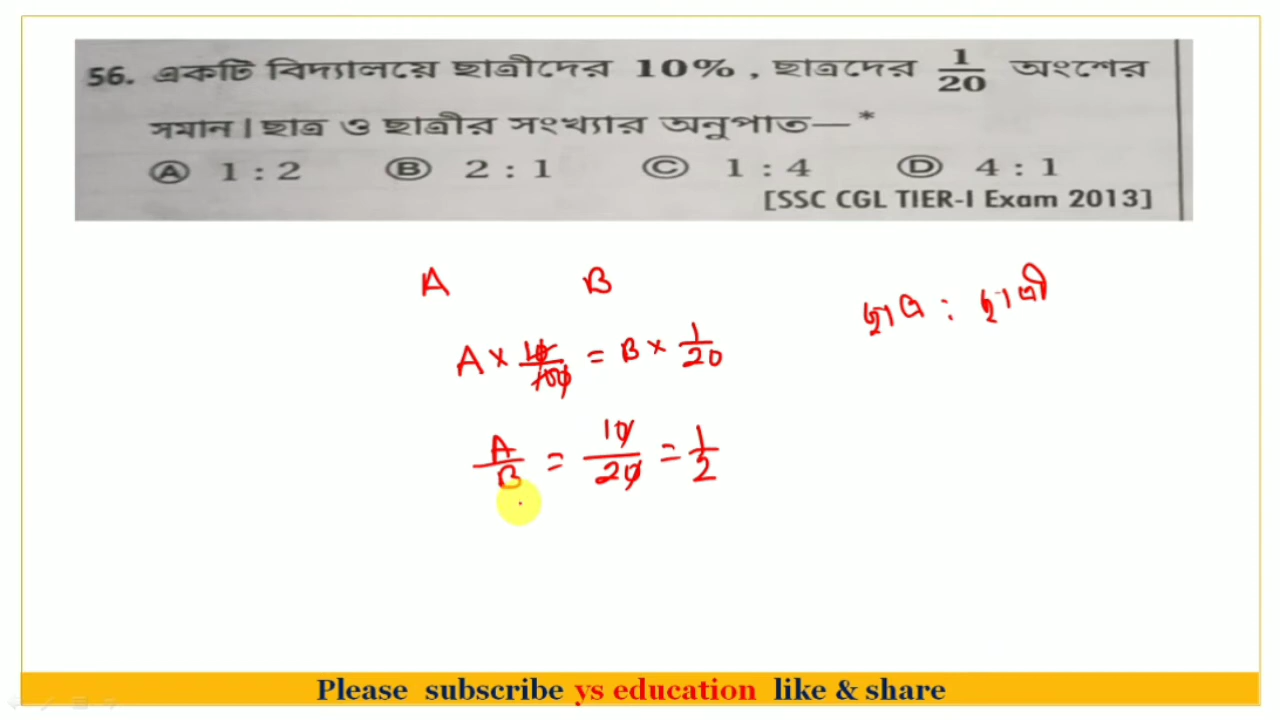 56. একটি বিদ্যালয়ে ছাত্রীদের 10%, ছাত্রদের 1/20 অংশের
সমান। ছাত্র ও ছাত্রীর সংখ্যার অনুপাত—*
Ⓐ 1 : 2 Ⓑ 2 : 1 Ⓒ 1 : 4 Ⓓ 4 : 1
[SSC CGL TIER-I Exam 2013]
A B
ছাত্র : ছাত্রী
A × 10/100 = B × 1/20
A/B = 10/20 = 1/2
Please subscribe ys education like & share